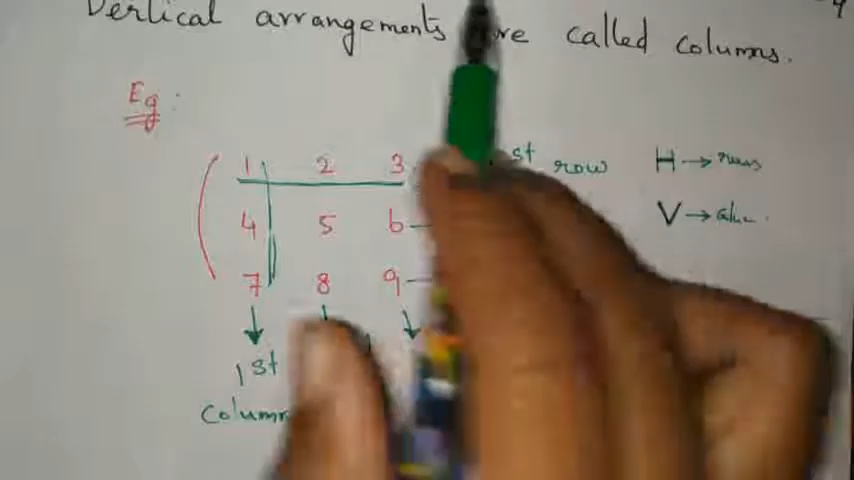 Vertical arrangements are called columns.
Eg :
1 2 3 st row
H → rows
4 5 6
V →
7 8 9
1st
column